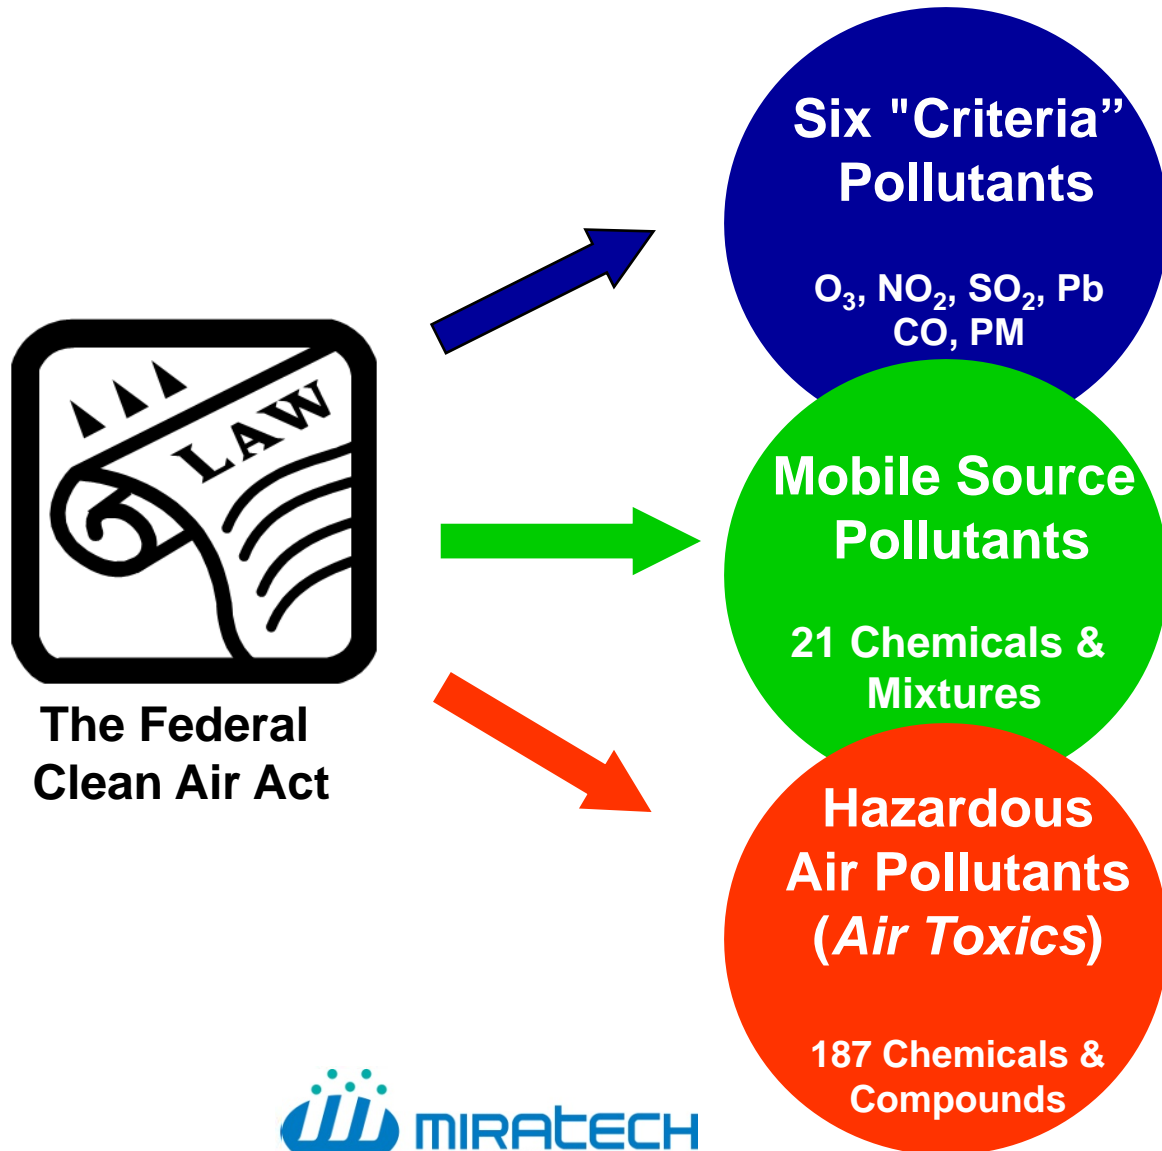 Six "Criteria”
Pollutants
O₃, NO₂, SO₂, Pb
CO, PM
LAW
Mobile Source
Pollutants
21 Chemicals &
Mixtures
The Federal
Clean Air Act
Hazardous
Air Pollutants
(Air Toxics)
187 Chemicals &
Compounds
MIRATECH